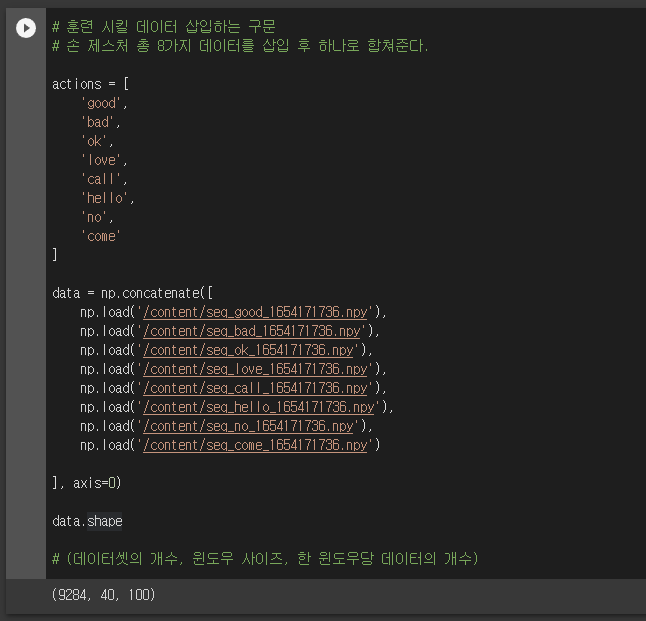 # 훈련 시킬 데이터 삽입하는 구문
# 손 제스처 총 8가지 데이터를 삽입 후 하나로 합쳐준다.
actions = [
    'good',
    'bad',
    'ok',
    'love',
    'call',
    'hello',
    'no',
    'come'
]
data = np.concatenate([
    np.load('/content/seq_good_1654171736.npy'),
    np.load('/content/seq_bad_1654171736.npy'),
    np.load('/content/seq_ok_1654171736.npy'),
    np.load('/content/seq_love_1654171736.npy'),
    np.load('/content/seq_call_1654171736.npy'),
    np.load('/content/seq_hello_1654171736.npy'),
    np.load('/content/seq_no_1654171736.npy'),
    np.load('/content/seq_come_1654171736.npy')
], axis=0)
data.shape
# (데이터셋의 개수, 윈도우 사이즈, 한 윈도우당 데이터의 개수)
(9284, 40, 100)